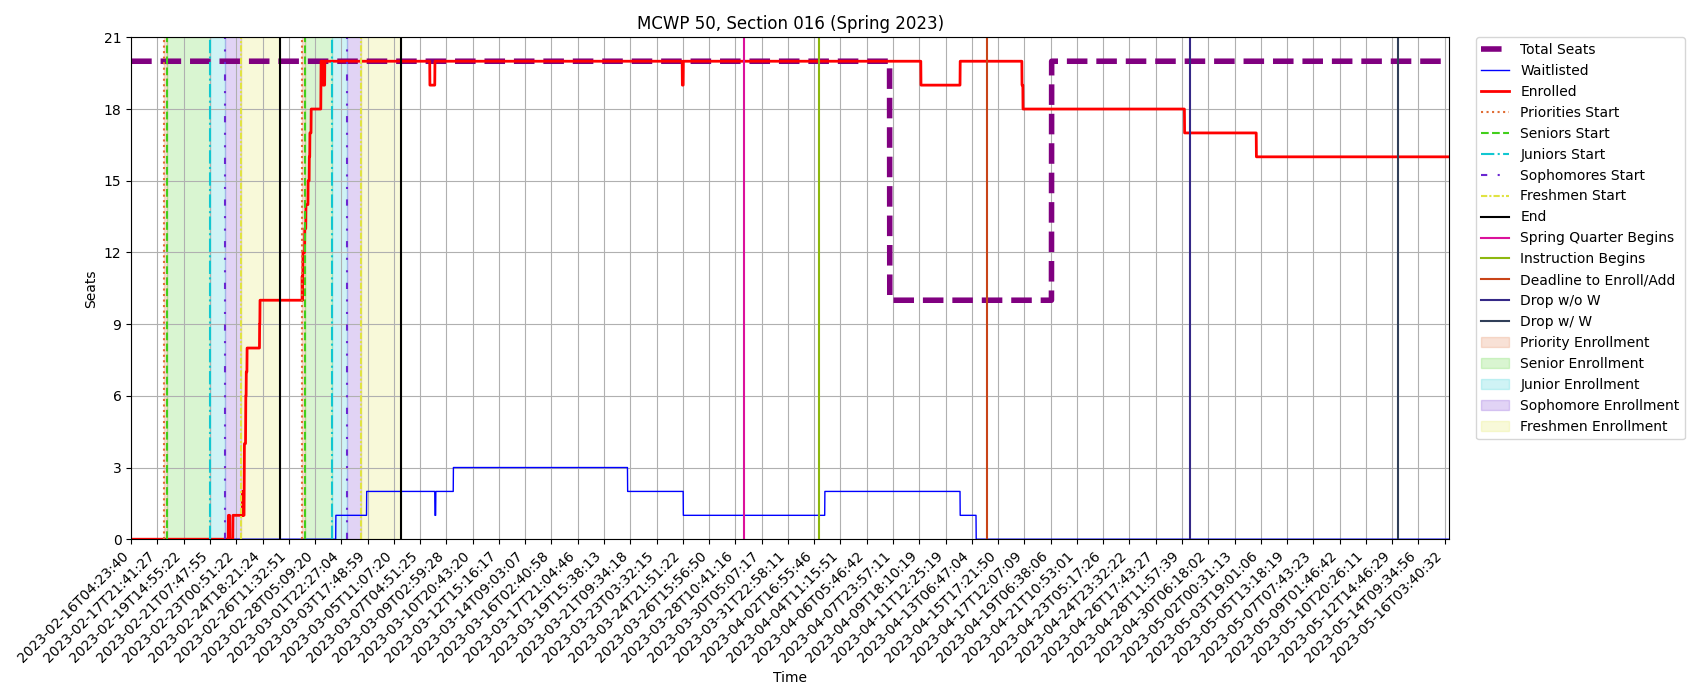 MCWP 50, Section 016 (Spring 2023)
21
18
15
12
9
6
3
0
Seats
2023-02-16T04:23:40
2023-02-17T21:41:27
2023-02-19T14:55:22
2023-02-21T07:47:55
2023-02-23T00:51:22
2023-02-24T18:21:24
2023-02-26T11:32:51
2023-02-28T05:09:20
2023-03-01T22:27:04
2023-03-03T17:48:59
2023-03-05T11:07:20
2023-03-07T04:51:25
2023-03-09T02:59:28
2023-03-10T20:43:20
2023-03-12T15:16:17
2023-03-14T09:03:07
2023-03-16T02:40:58
2023-03-17T21:04:46
2023-03-19T15:38:13
2023-03-21T09:34:18
2023-03-23T03:32:15
2023-03-24T21:51:22
2023-03-26T15:56:50
2023-03-28T10:41:16
2023-03-30T05:07:17
2023-03-31T22:58:11
2023-04-02T16:55:46
2023-04-04T11:15:51
2023-04-06T05:46:42
2023-04-07T23:57:11
2023-04-09T18:10:19
2023-04-11T12:25:19
2023-04-13T06:47:04
2023-04-15T17:21:50
2023-04-17T12:07:09
2023-04-19T06:38:06
2023-04-21T10:53:01
2023-04-23T05:17:26
2023-04-24T23:32:22
2023-04-26T17:43:27
2023-04-28T11:57:39
2023-04-30T06:18:02
2023-05-02T00:31:13
2023-05-03T19:01:06
2023-05-05T13:18:19
2023-05-07T07:43:23
2023-05-09T01:46:42
2023-05-10T20:26:11
2023-05-12T14:46:29
2023-05-14T09:34:56
2023-05-16T03:40:32
Time
Total Seats
Waitlisted
Enrolled
Priorities Start
Seniors Start
Juniors Start
Sophomores Start
Freshmen Start
End
Spring Quarter Begins
Instruction Begins
Deadline to Enroll/Add
Drop w/o W
Drop w/ W
Priority Enrollment
Senior Enrollment
Junior Enrollment
Sophomore Enrollment
Freshmen Enrollment